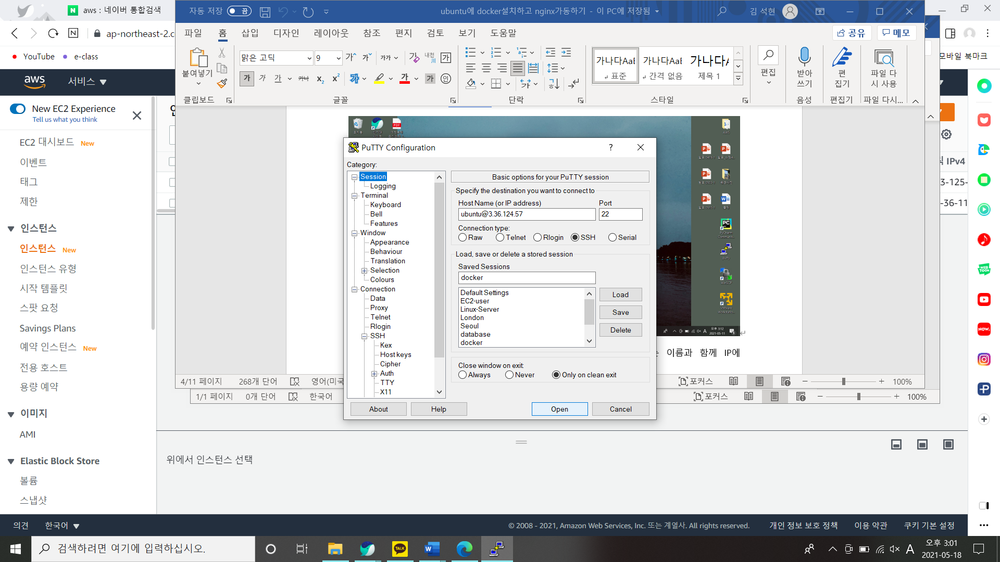 aws : 네이버 통합검색
자동 저장 끔
ubuntu에 docker설치하고 nginx가동하기 - 이 PC에 저장됨
김 석현
ap-northeast-2.c
파일 홈 삽입 디자인 레이아웃 참조 편지 검토 보기 도움말
공유 메모
YouTube
e-class
모바일 북마크
붙여넣기
맑은 고딕 9
클립보드 글꼴 단락 스타일 음성 편집기 파일 다시...
가나다AaB
표준
가나다AaB
간격 없음
가나다A
제목 1
편집
받아
쓰기
편
집기
파일 다
시 사용
aws
서비스
New EC2 Experience
Tell us what you think
EC2 대시보드 New
이벤트
태그
제한
인스턴스
인스턴스 New
인스턴스 유형
시작 템플릿
스팟 요청
Savings Plans
예약 인스턴스 New
전용 호스트
용량 예약
이미지
AMI
Elastic Block Store
볼륨
스냅샷
PuTTY Configuration
?
Category:
Session
Logging
Terminal
Keyboard
Bell
Features
Window
Appearance
Behaviour
Translation
Selection
Colours
Connection
Data
Proxy
Telnet
Rlogin
SSH
Kex
Host keys
Cipher
Auth
TTY
X11
Basic options for your PuTTY session
Specify the destination you want to connect to
Host Name (or IP address) Port
ubuntu@3.36.124.57 22
Connection type:
Raw Telnet Rlogin SSH Serial
Load, save or delete a stored session
Saved Sessions
docker
Default Settings
EC2-user
Linux-Server
London
Seoul
database
docker
Load
Save
Delete
Close window on exit:
Always Never Only on clean exit
About Help Open Cancel
AWS
IPv4
3-125-
-36-11
오후 3:12
2021-05-11
이름과 함께 IP에
4/11 페이지 268개 단어 영어(미국
포커스 100%
1/1 페이지 0개 단어 한국어
포커스 100%
위에서 인스턴스 선택
WEB
TOON
NOW.
의견 한국어
© 2008 - 2021, Amazon Web Services, Inc. 또는 계열사. All rights reserved. 개인 정보 보호 정책 이용 약관 쿠키 기본 설정
검색하려면 여기에 입력하십시오.
TALK
A
오후 3:01
2021-05-18